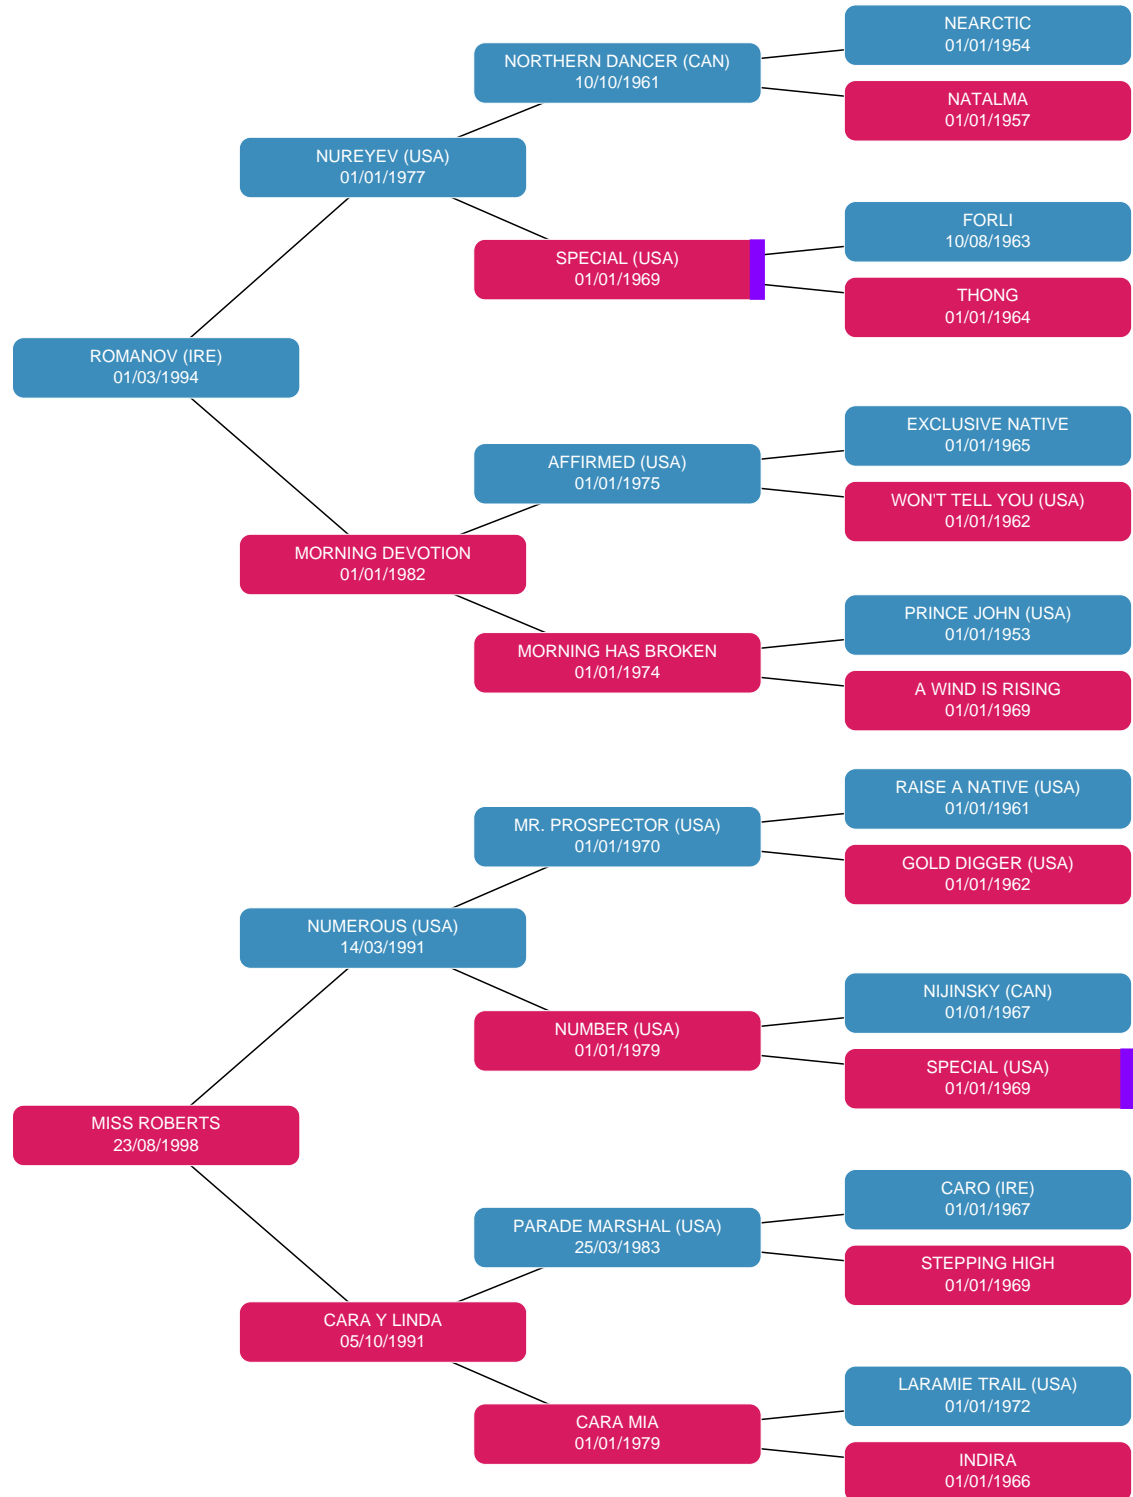 NEARCTIC
01/01/1954
NORTHERN DANCER (CAN)
10/10/1961
NATALMA
01/01/1957
NUREYEV (USA)
01/01/1977
FORLI
10/08/1963
SPECIAL (USA)
01/01/1969
THONG
01/01/1964
ROMANOV (IRE)
01/03/1994
EXCLUSIVE NATIVE
01/01/1965
AFFIRMED (USA)
01/01/1975
WON'T TELL YOU (USA)
01/01/1962
MORNING DEVOTION
01/01/1982
PRINCE JOHN (USA)
01/01/1953
MORNING HAS BROKEN
01/01/1974
A WIND IS RISING
01/01/1969
RAISE A NATIVE (USA)
01/01/1961
MR. PROSPECTOR (USA)
01/01/1970
GOLD DIGGER (USA)
01/01/1962
NUMEROUS (USA)
14/03/1991
NIJINSKY (CAN)
01/01/1967
NUMBER (USA)
01/01/1979
SPECIAL (USA)
01/01/1969
MISS ROBERTS
23/08/1998
CARO (IRE)
01/01/1967
PARADE MARSHAL (USA)
25/03/1983
STEPPING HIGH
01/01/1969
CARA Y LINDA
05/10/1991
LARAMIE TRAIL (USA)
01/01/1972
CARA MIA
01/01/1979
INDIRA
01/01/1966